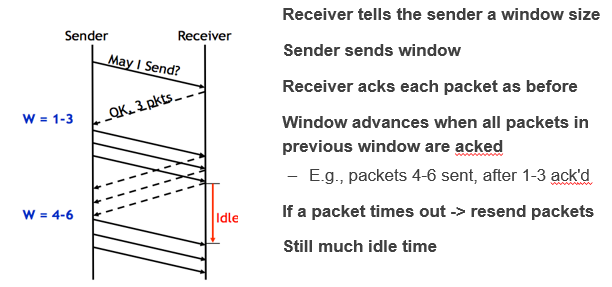 Sender
Receiver
May I Send?
OK, 3 pkts
W = 1-3
W = 4-6
Idle
Receiver tells the sender a window size
Sender sends window
Receiver acks each packet as before
Window advances when all packets in
previous window are acked
– E.g., packets 4-6 sent, after 1-3 ack'd
If a packet times out -> resend packets
Still much idle time